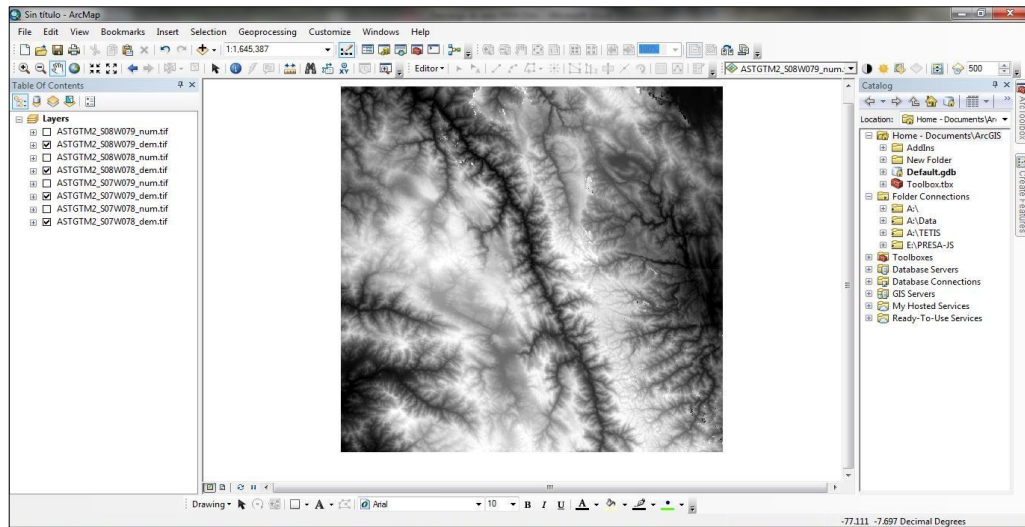 Sin título - ArcMap
File Edit View Bookmarks Insert Selection Geoprocessing Customize Windows Help
1:1,645,387
Editor ASTGTM2_S08W079_num. 500
Table Of Contents
Layers
ASTGTM2_S08W079_num.tif
ASTGTM2_S08W079_dem.tif
ASTGTM2_S08W078_num.tif
ASTGTM2_S08W078_dem.tif
ASTGTM2_S07W079_num.tif
ASTGTM2_S07W079_dem.tif
ASTGTM2_S07W078_num.tif
ASTGTM2_S07W078_dem.tif
Catalog
Location: Home - Documents\Arc
Home - Documents\ArcGIS
AddIns
New Folder
Default.gdb
Toolbox.tbx
Folder Connections
A:\
A:\Data
A:\TETIS
E:\PRESA-JS
Toolboxes
Database Servers
Database Connections
GIS Servers
My Hosted Services
Ready-To-Use Services
ArcToolbox
Create Features
Drawing A Arial 10 B I U A
-77.111 -7.697 Decimal Degrees